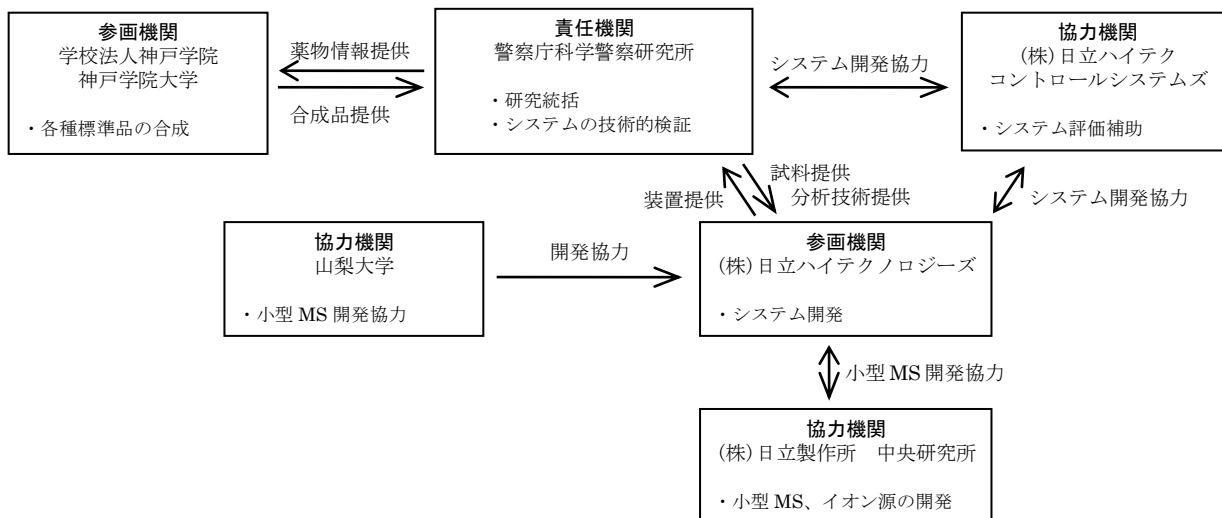 参画機関
学校法人神戸学院
神戸学院大学
・各種標準品の合成
薬物情報提供
合成品提供
責任機関
警察庁科学警察研究所
・研究統括
・システムの技術的検証
システム開発協力
協力機関
(株)日立ハイテク
コントロールシステムズ
・システム評価補助
装置提供
試料提供
分析技術提供
システム開発協力
協力機関
山梨大学
・小型 MS 開発協力
開発協力
参画機関
(株)日立ハイテクノロジーズ
・システム開発
小型 MS 開発協力
協力機関
(株)日立製作所　中央研究所
・小型 MS、イオン源の開発